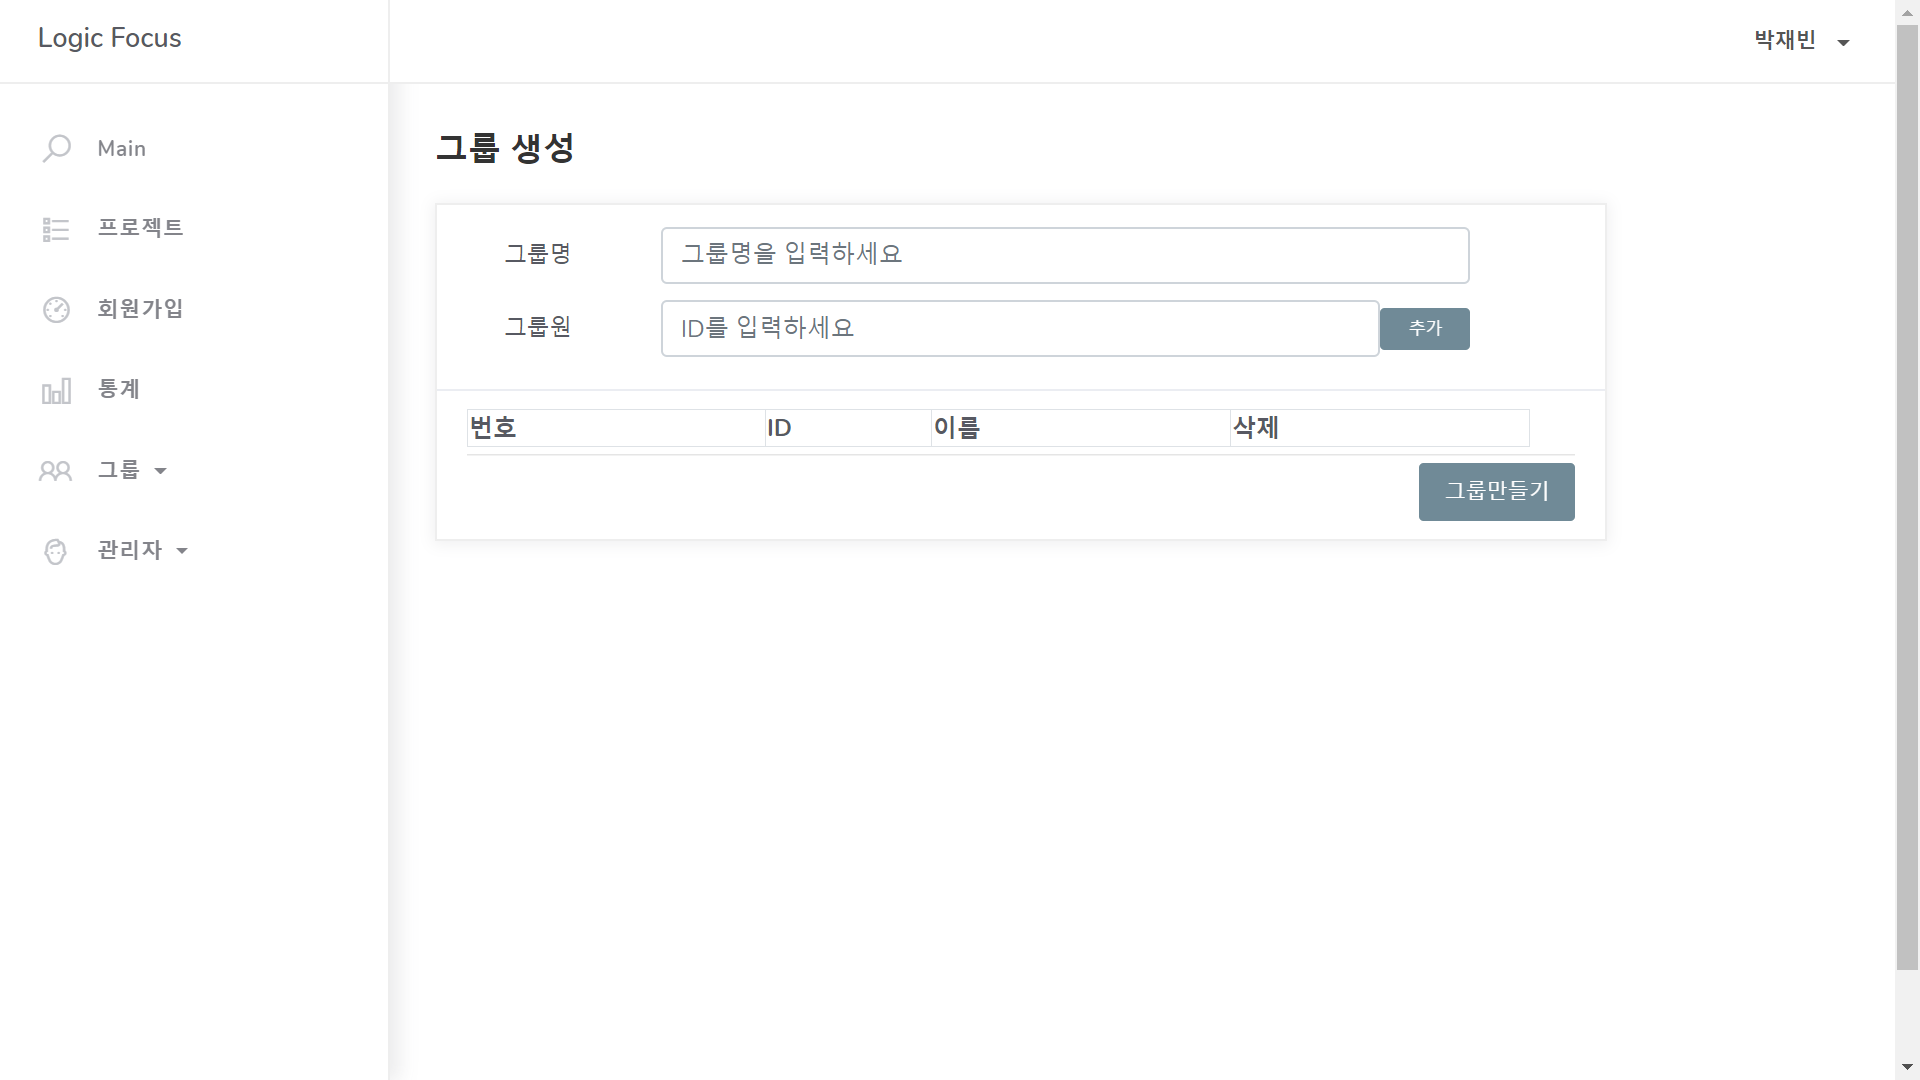 Logic Focus
박재빈
Main
프로젝트
회원가입
통계
그룹
관리자
그룹 생성
그룹명
그룹명을 입력하세요
그룹원
ID를 입력하세요
추가
번호 ID 이름 삭제
그룹만들기